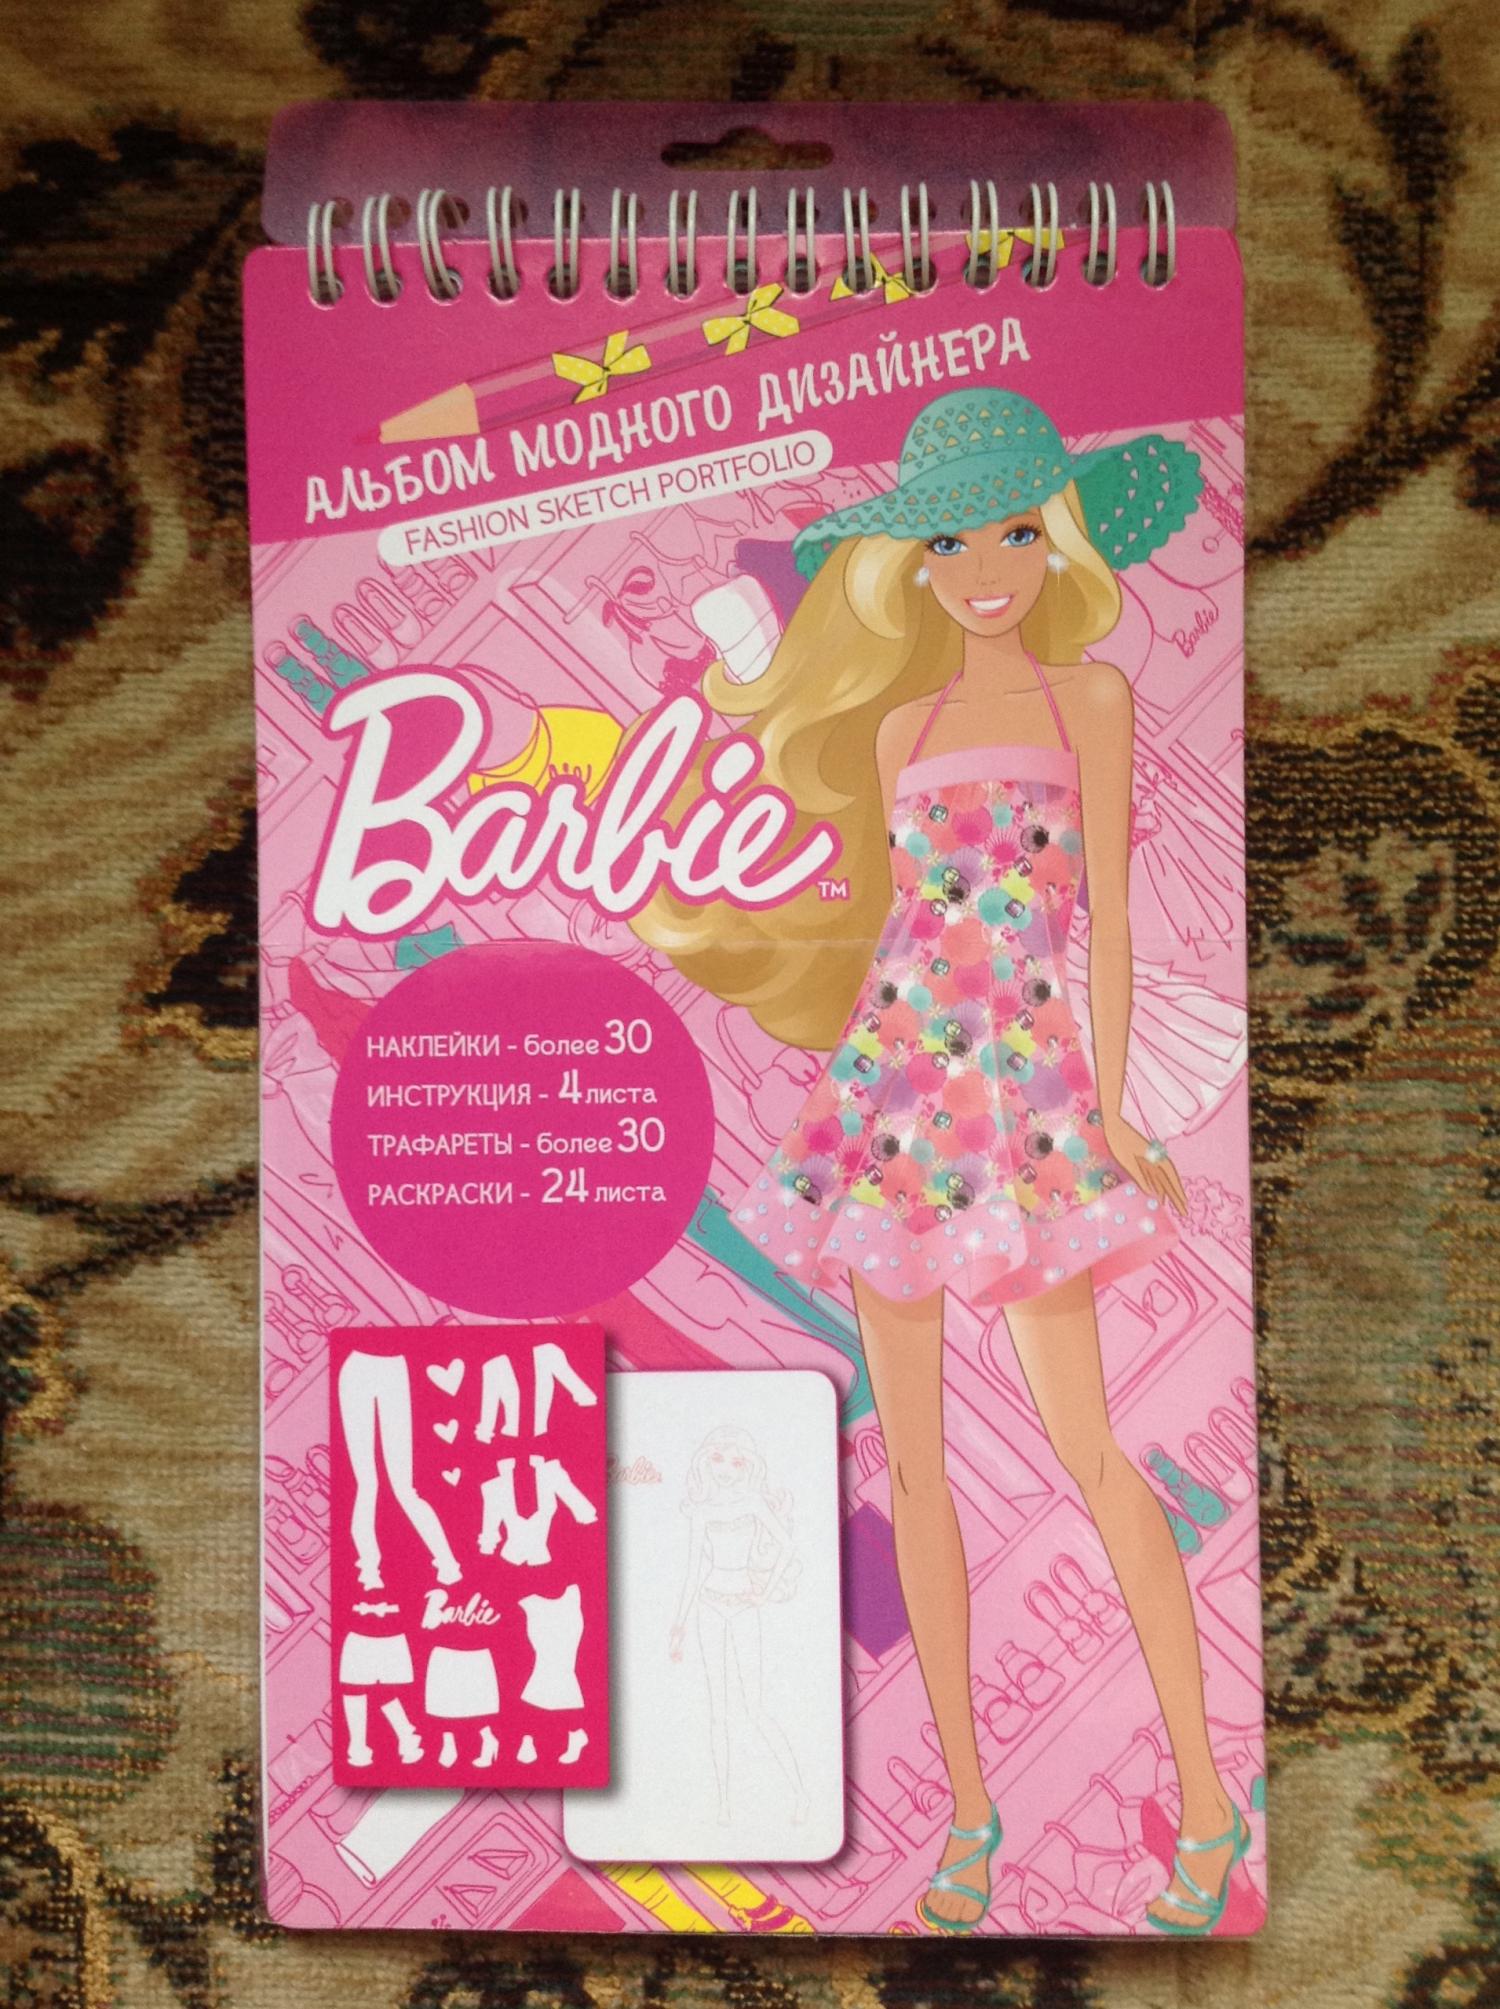 АЛЬБОМ МОДНОГО ДИЗАЙНЕРА
FASHION SKETCH PORTFOLIO
Barbie
Barbie™
НАКЛЕЙКИ - более 30
ИНСТРУКЦИЯ - 4 листа
ТРАФАРЕТЫ - более 30
РАСКРАСКИ - 24 листа
Barbie
Barbie